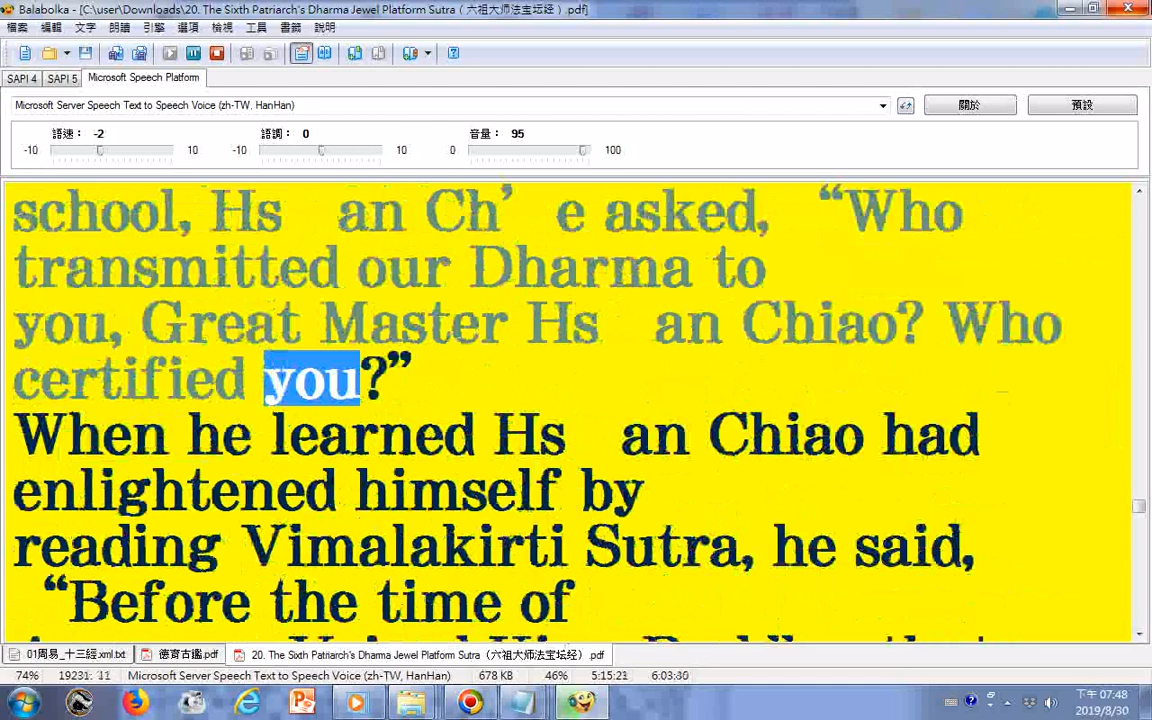 Balabolka - [C:\user\Downloads\20. The Sixth Patriarch's Dharma Jewel Platform Sutra（六祖大师法宝坛经）.pdf]
檔案 編輯 文字 朗讀 引擎 選項 檢視 工具 書籤 說明
SAPI 4 SAPI 5 Microsoft Speech Platform
Microsoft Server Speech Text to Speech Voice (zh-TW, HanHan) 關於 預設
語速： -2 語調： 0 音量： 95
-10 10 -10 10 0 100
school, Hs an Ch’ e asked, “Who
transmitted our Dharma to
you, Great Master Hs an Chiao? Who
certified you?”
When he learned Hs an Chiao had
enlightened himself by
reading Vimalakirti Sutra, he said,
“Before the time of
01周易_十三經.xml.txt 德育古鑑.pdf 20. The Sixth Patriarch's Dharma Jewel Platform Sutra（六祖大师法宝坛经）.pdf
74% 19231: 11 Microsoft Server Speech Text to Speech Voice (zh-TW, HanHan) 678 KB 46% 5:15:21 6:03:30
下午 07:48
2019/8/30